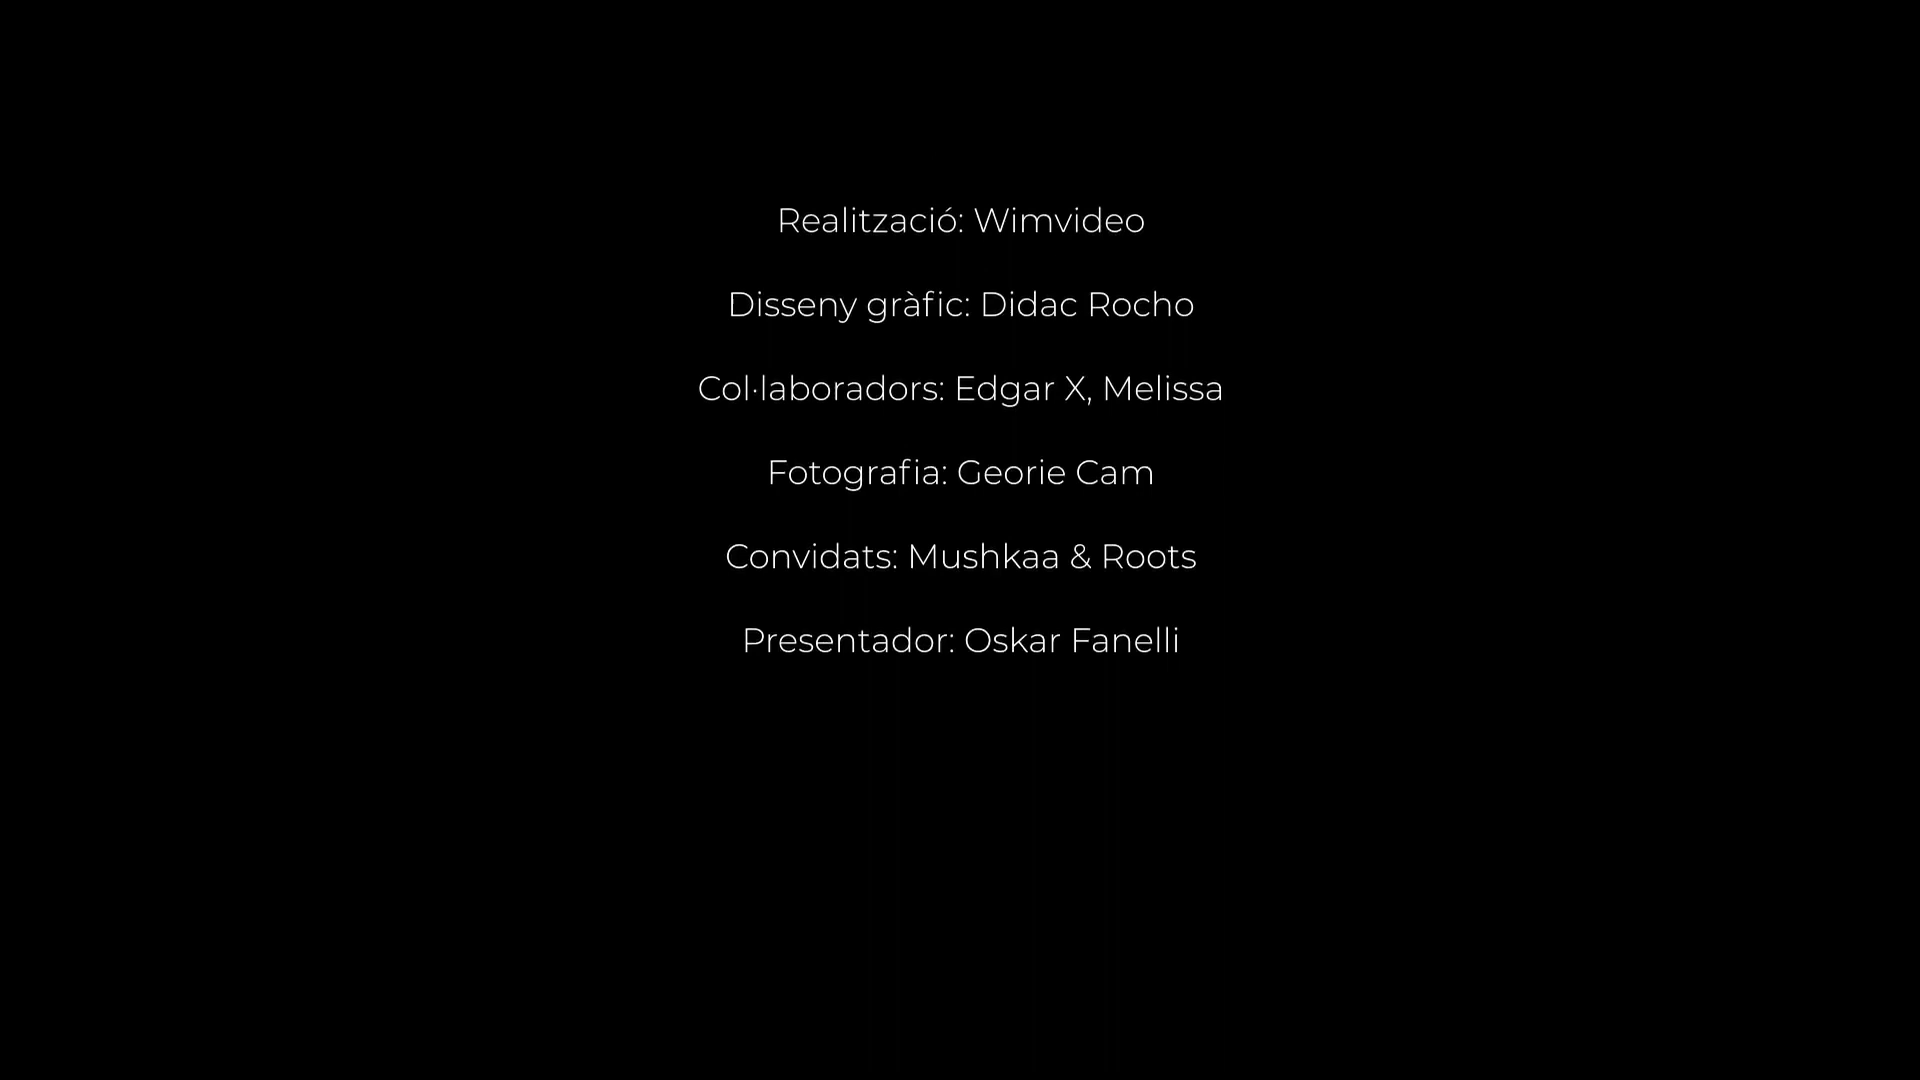 Realització: Wimvideo
Disseny gràfic: Didac Rocho
Col·laboradors: Edgar X, Melissa
Fotografia: Georie Cam
Convidats: Mushkaa & Roots
Presentador: Oskar Fanelli